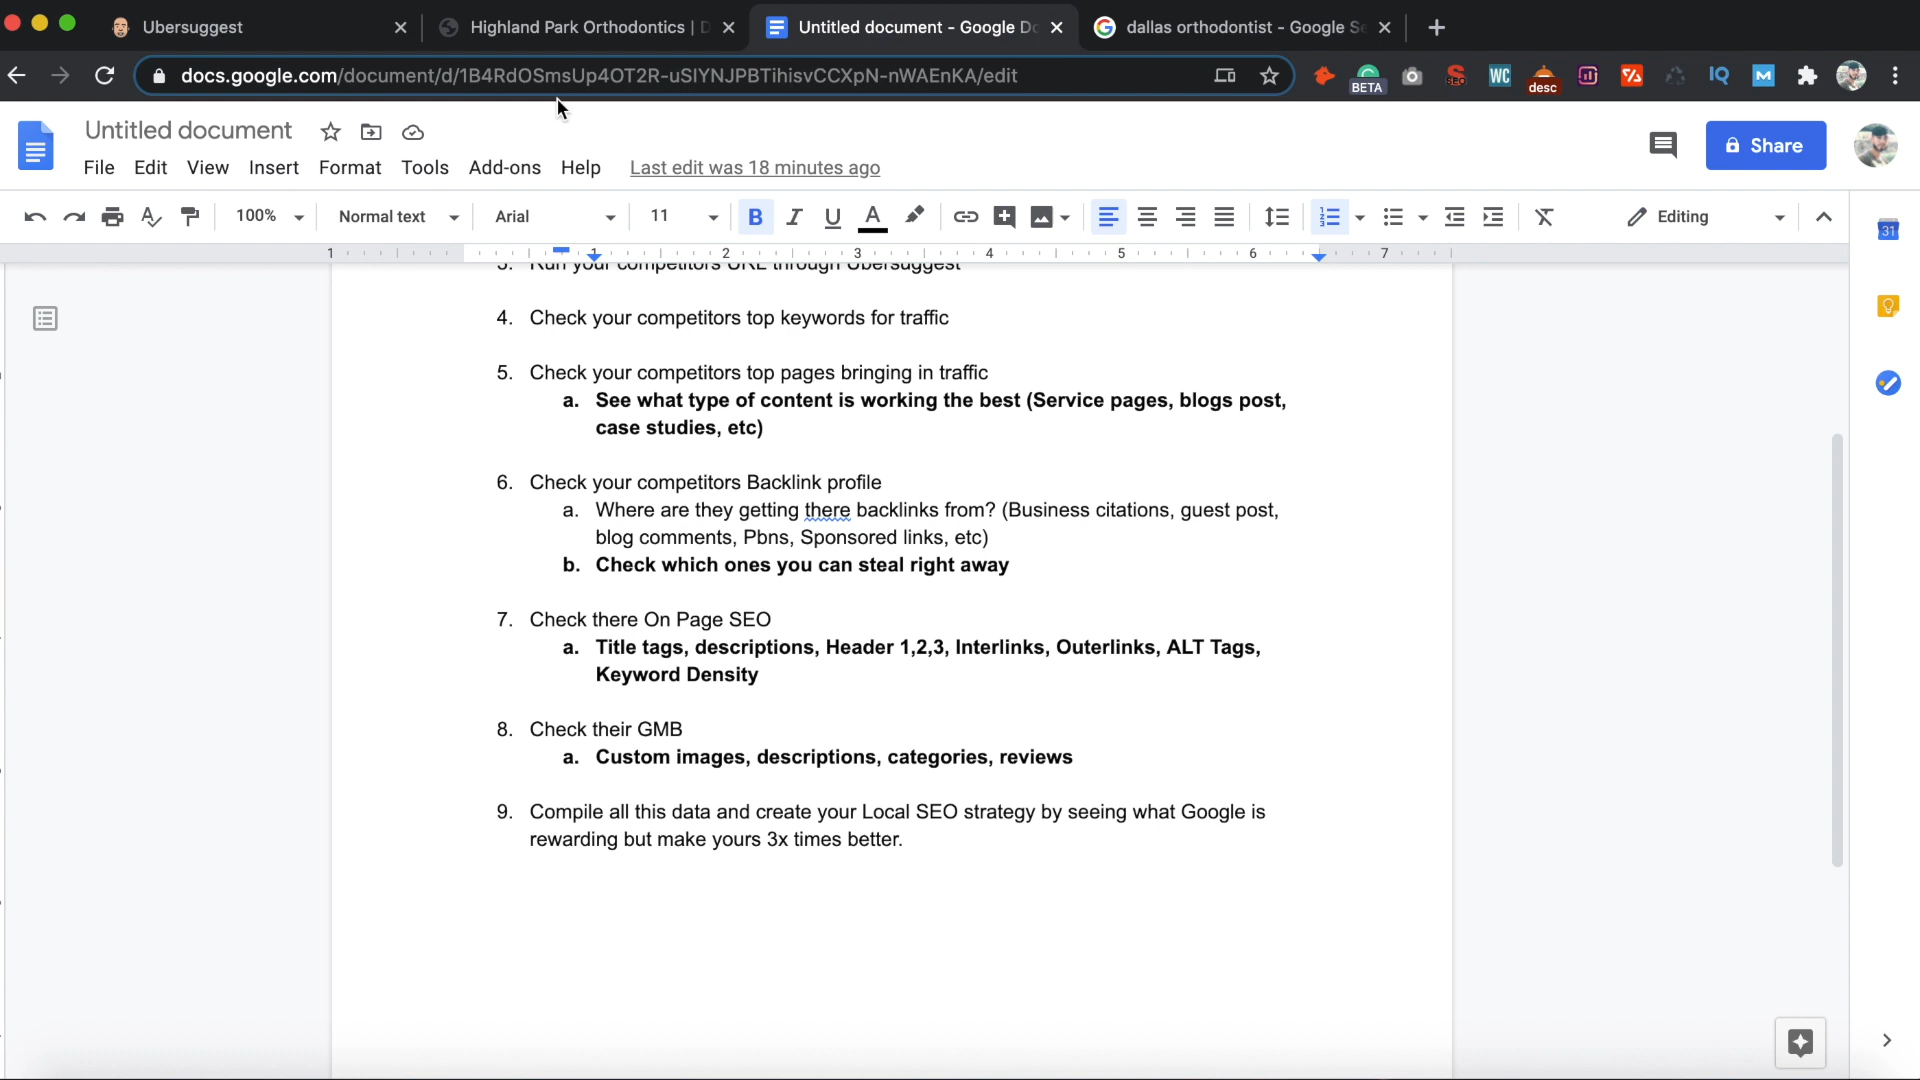 Ubersuggest
Highland Park Orthodontics | D
Untitled document - Google Do
dallas orthodontist - Google Se
docs.google.com/document/d/1B4RdOSmsUp4OT2R-uSIYNJPBTihisvCCXpN-nWAEnKA/edit
BETA
SEO
WC
desc
IQ
M
Untitled document
File Edit View Insert Format Tools Add-ons Help Last edit was 18 minutes ago
Share
100% Normal text Arial 11 B I U A Editing
1 1 2 3 4 5 6 7
31
3. Run your competitors URL through Ubersuggest
4. Check your competitors top keywords for traffic
5. Check your competitors top pages bringing in traffic
a. See what type of content is working the best (Service pages, blogs post,
case studies, etc)
6. Check your competitors Backlink profile
a. Where are they getting there backlinks from? (Business citations, guest post,
blog comments, Pbns, Sponsored links, etc)
b. Check which ones you can steal right away
7. Check there On Page SEO
a. Title tags, descriptions, Header 1,2,3, Interlinks, Outerlinks, ALT Tags,
Keyword Density
8. Check their GMB
a. Custom images, descriptions, categories, reviews
9. Compile all this data and create your Local SEO strategy by seeing what Google is
rewarding but make yours 3x times better.